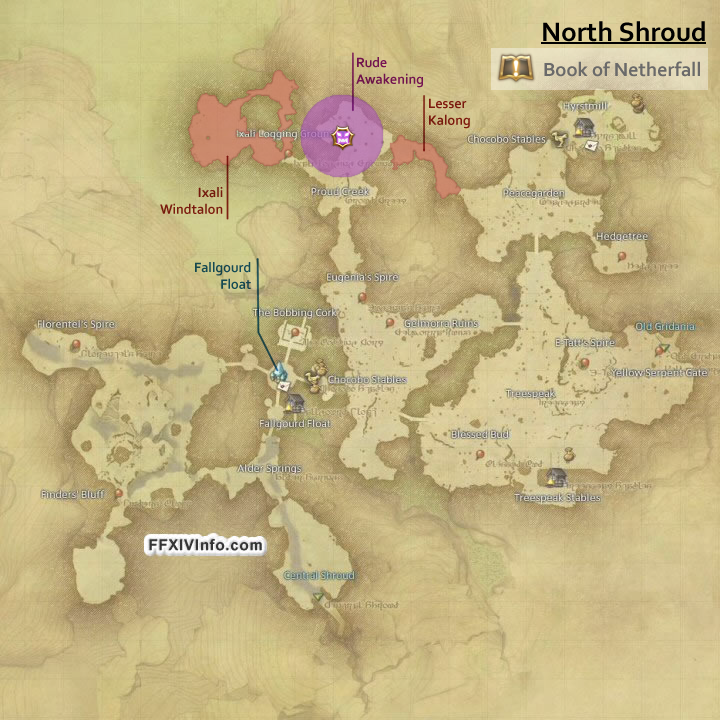 North Shroud
Book of Netherfall
Rude
Awakening
Lesser
Kalong
Hyrstmill
Ixali Logging Grounds
Chocobo Stables
Ixali
Windtalon
Proud Creek
Peacegarden
Hedgetree
Fallgourd
Float
Eugenia's Spire
The Bobbing Cork
Florentel's Spire
Gelmorra Ruins
Old Gridania
E-Tatt's Spire
Yellow Serpent Gate
Chocobo Stables
Treespeak
Fallgourd Float
Blessed Bud
Alder Springs
Finders' Bluff
Treespeak Stables
FFXIVInfo.com
Central Shroud